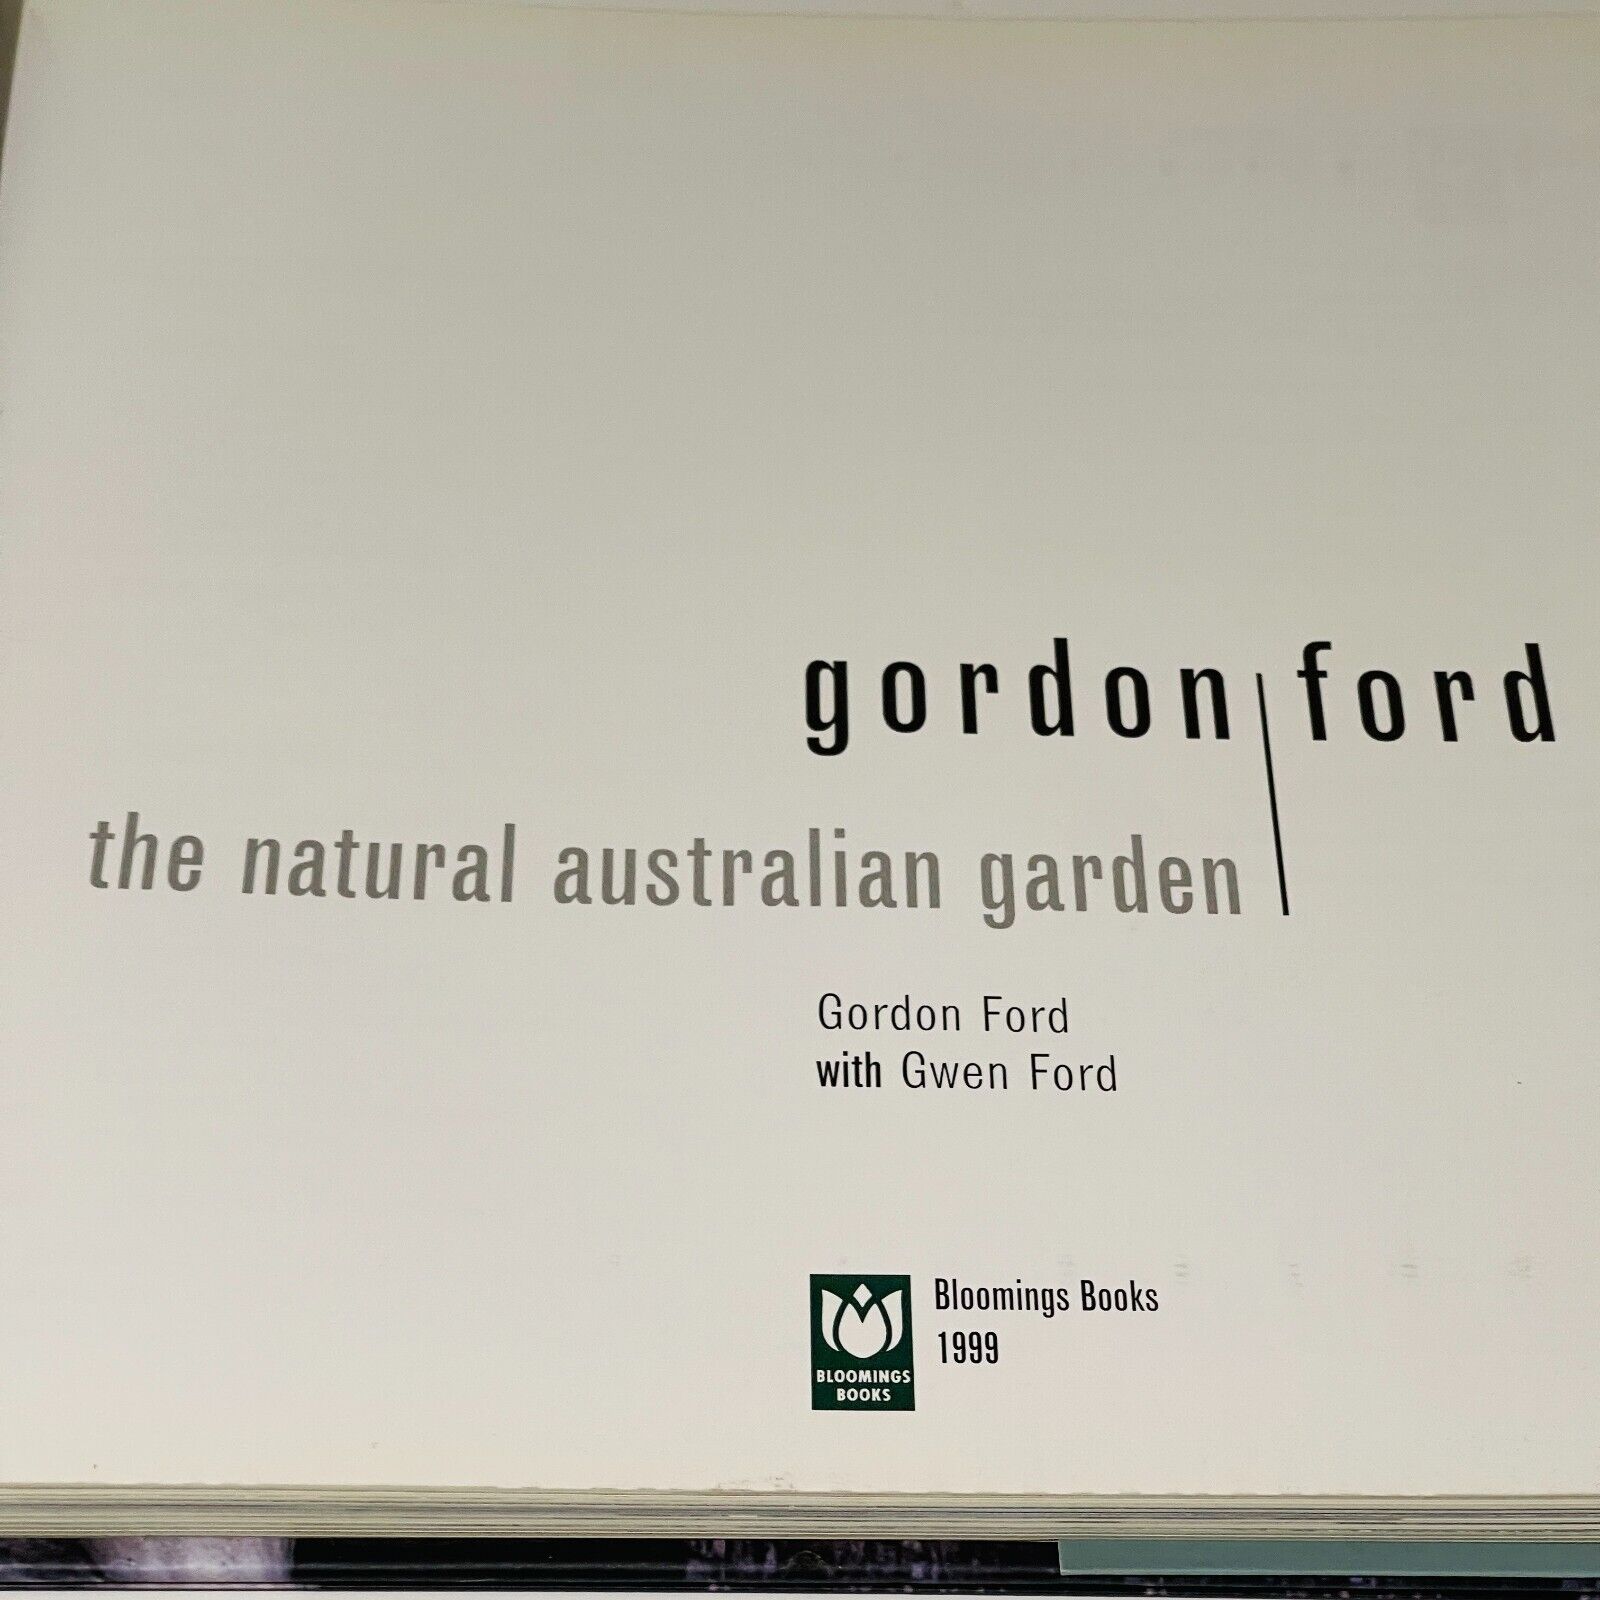 gordon ford
the natural australian garden
Gordon Ford
with Gwen Ford
Bloomings Books
1999
BLOOMINGS
BOOKS